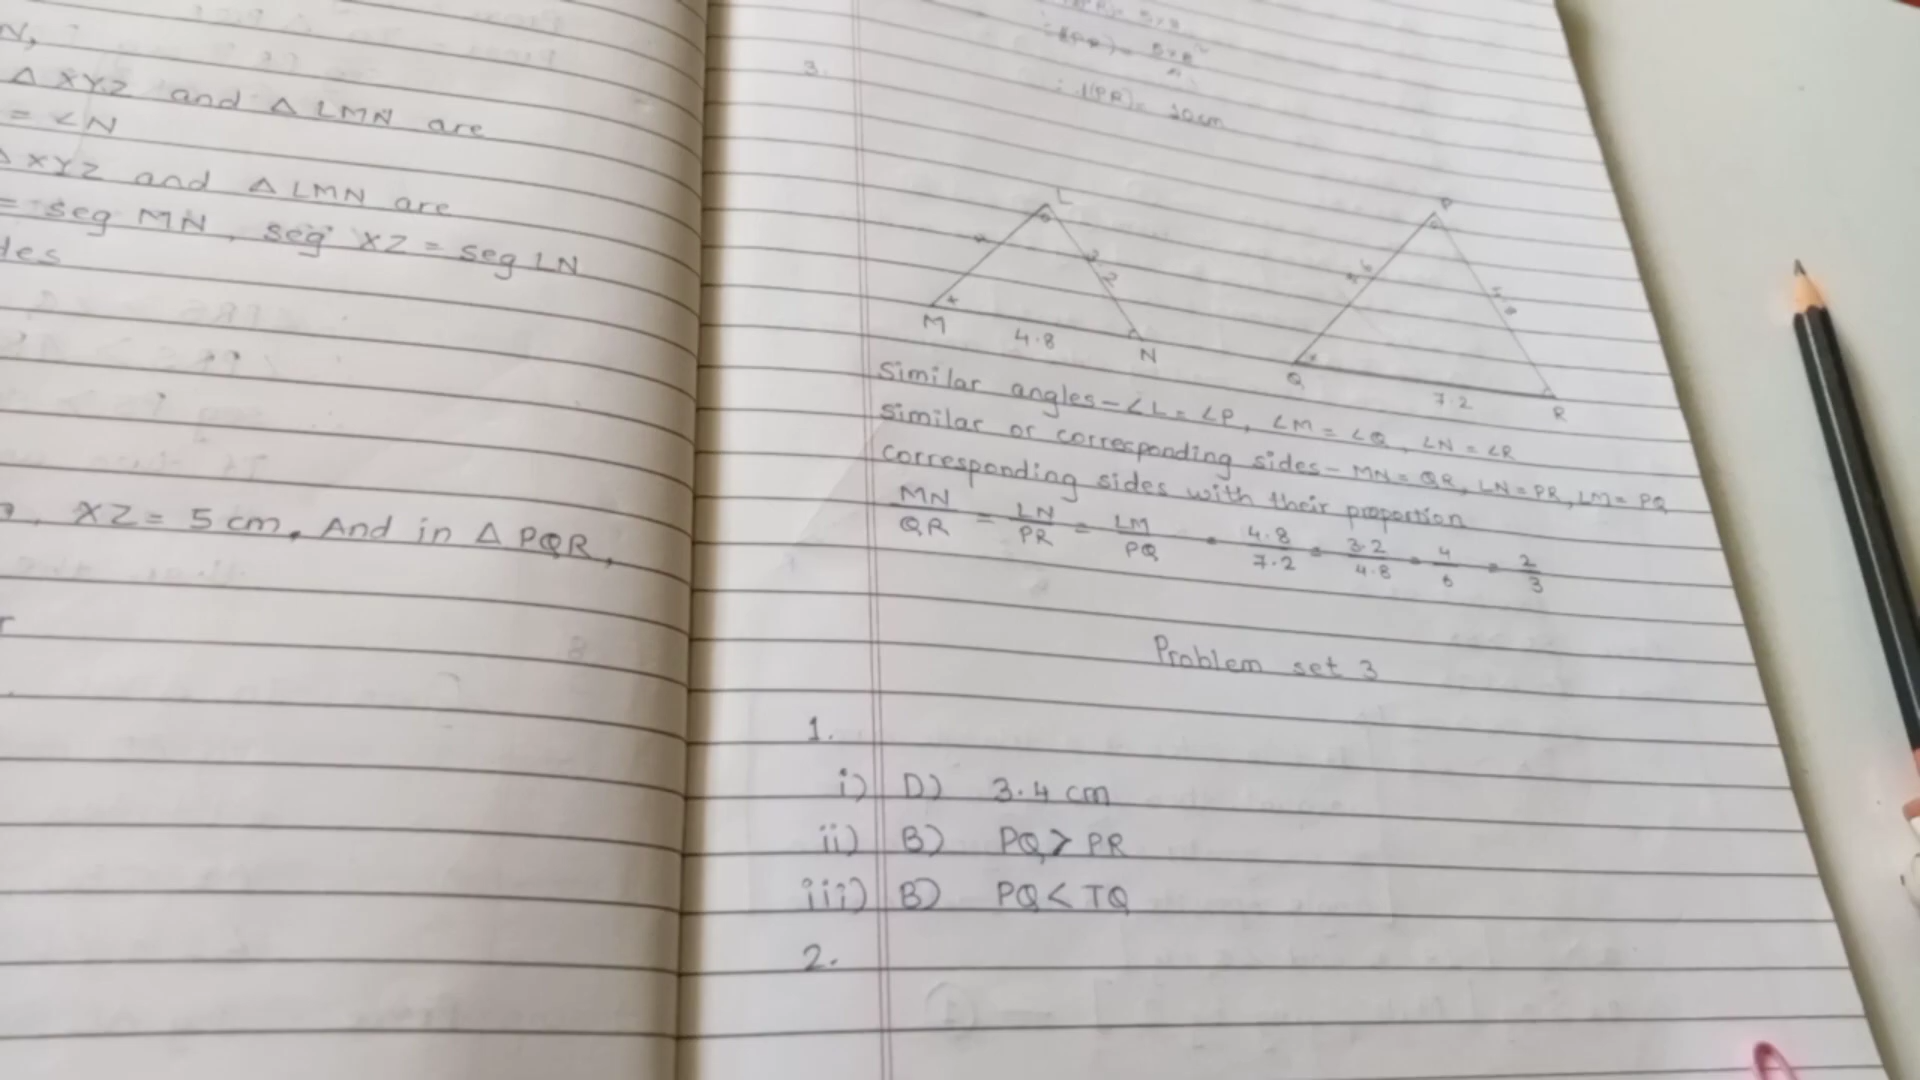 N,
△ XYZ and △ LMN are
= ∠N
△ XYZ and △ LMN are
= seg MN, seg XZ = seg LN
des
XZ = 5 cm. And in △ PQR,
3.
∴ l(PR) = 10cm
L
M
4.8
N
3.2
P
6
Q
7.2
R
Similar angles - ∠L = ∠P, ∠M = ∠Q, ∠N = ∠R
Similar or corresponding sides - MN = QR, LN = PR, LM = PQ
corresponding sides with their proportion
MN/QR = LN/PR = LM/PQ = 4.8/7.2 = 3.2/4.8 = 4/6 = 2/3
Problem set 3
1.
i) D) 3.4 cm
ii) B) PQ > PR
iii) B) PQ < TQ
2.